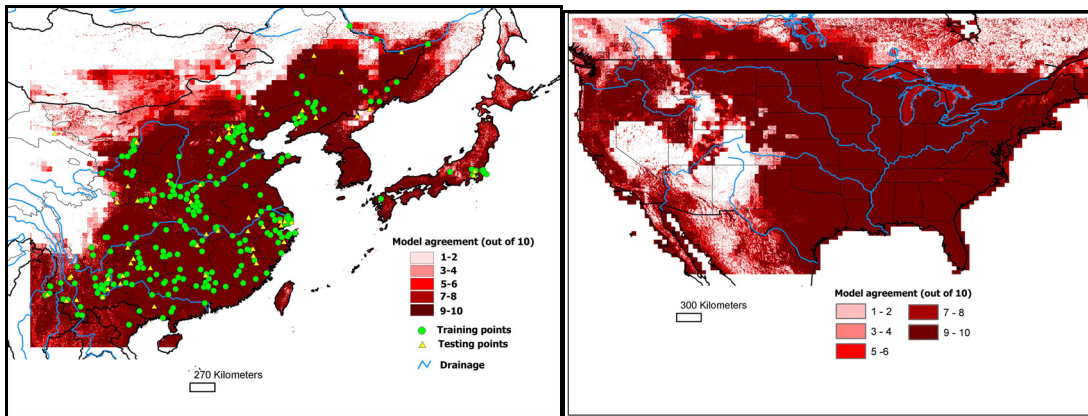 Model agreement (out of 10)
1-2
3-4
5-6
7-8
9-10
Training points
Testing points
Drainage
270 Kilometers
300 Kilometers
Model agreement (out of 10)
1 - 2
3 - 4
5 -6
7 - 8
9 - 10